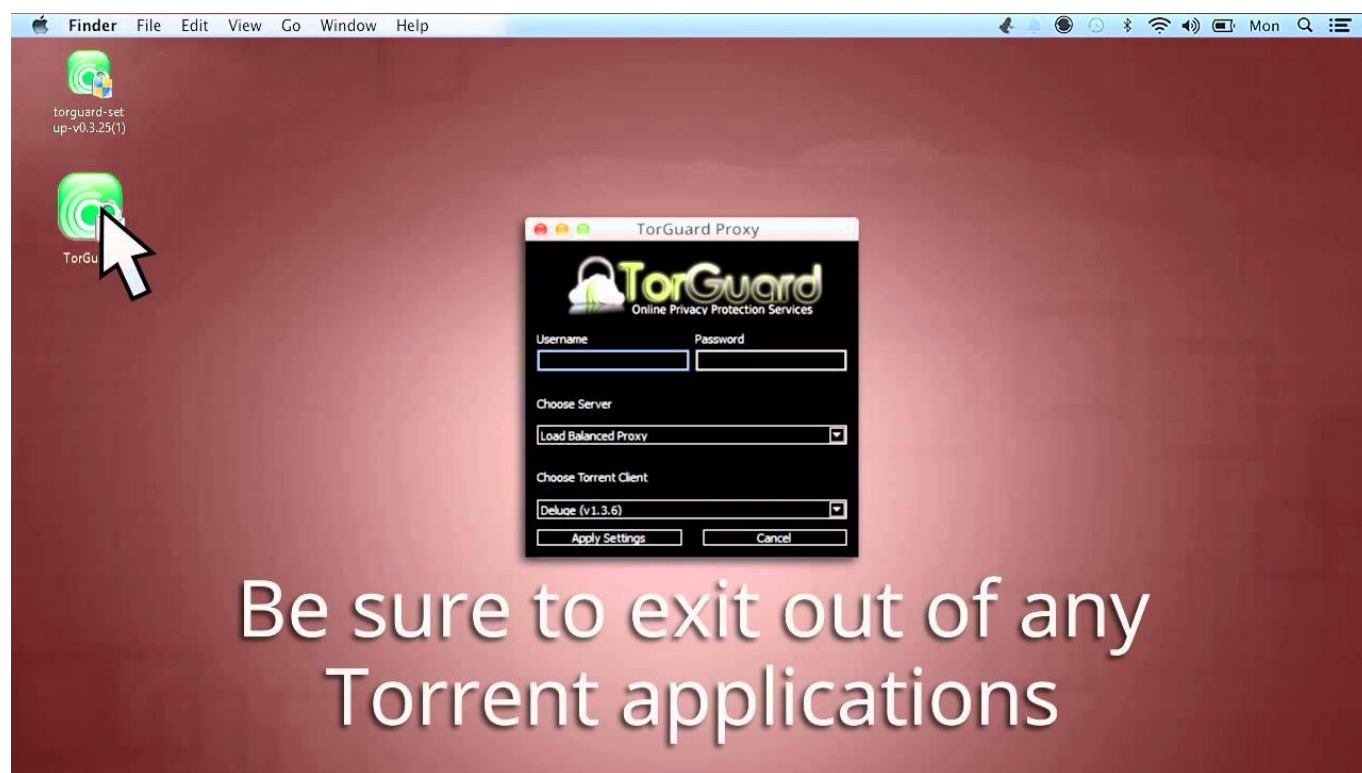 Finder File Edit View Go Window Help Mon
torguard-set
up-v0.3.25(1)
TorGu
TorGuard Proxy
TorGuard
Online Privacy Protection Services
Username Password
Choose Server
Load Balanced Proxy
Choose Torrent Client
Deluge (v1.3.6)
Apply Settings Cancel
Be sure to exit out of any
Torrent applications